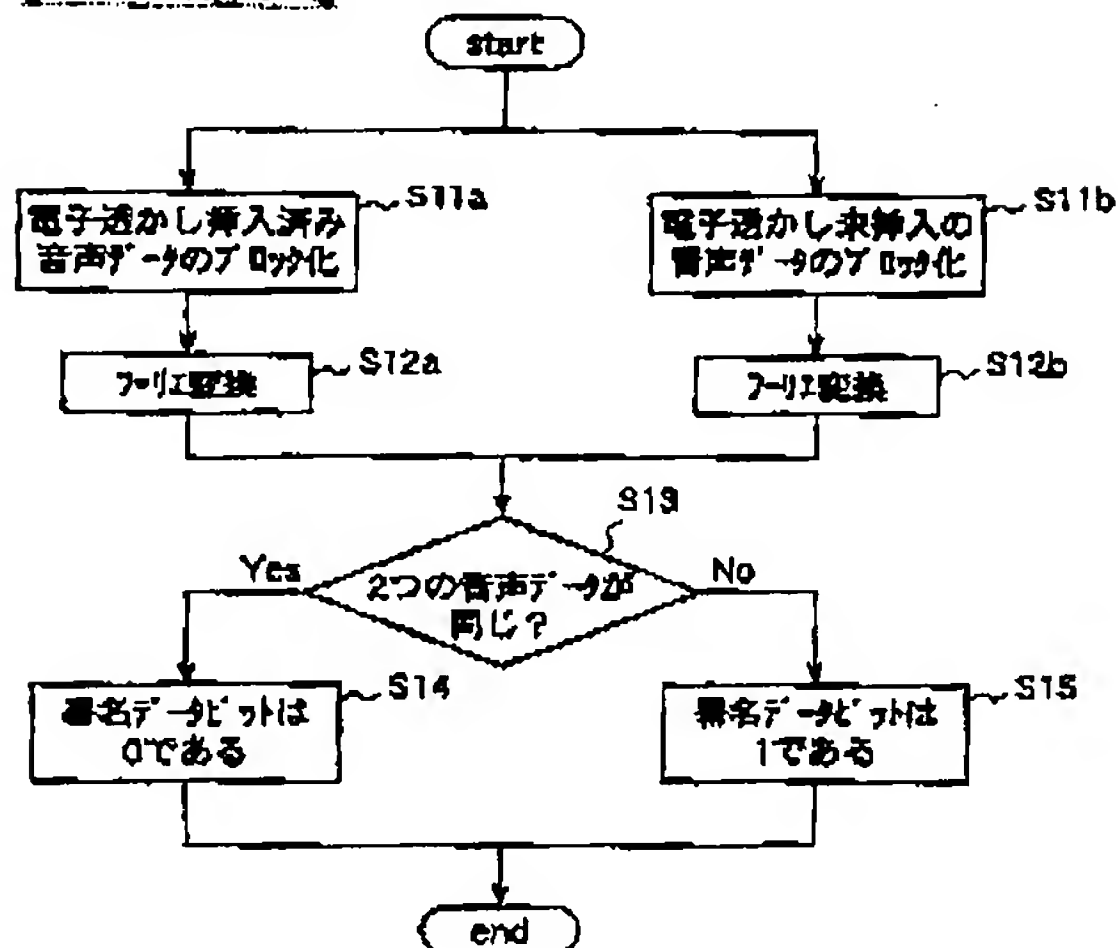 start
電子透かし挿入済み
音声データのブロック化
S11a
電子透かし未挿入の
音声データのブロック化
S11b
フーリエ変換
S12a
フーリエ変換
S12b
S13
2つの音声データが
同じ?
Yes
No
署名データビットは
0である
S14
署名データビットは
1である
S15
end